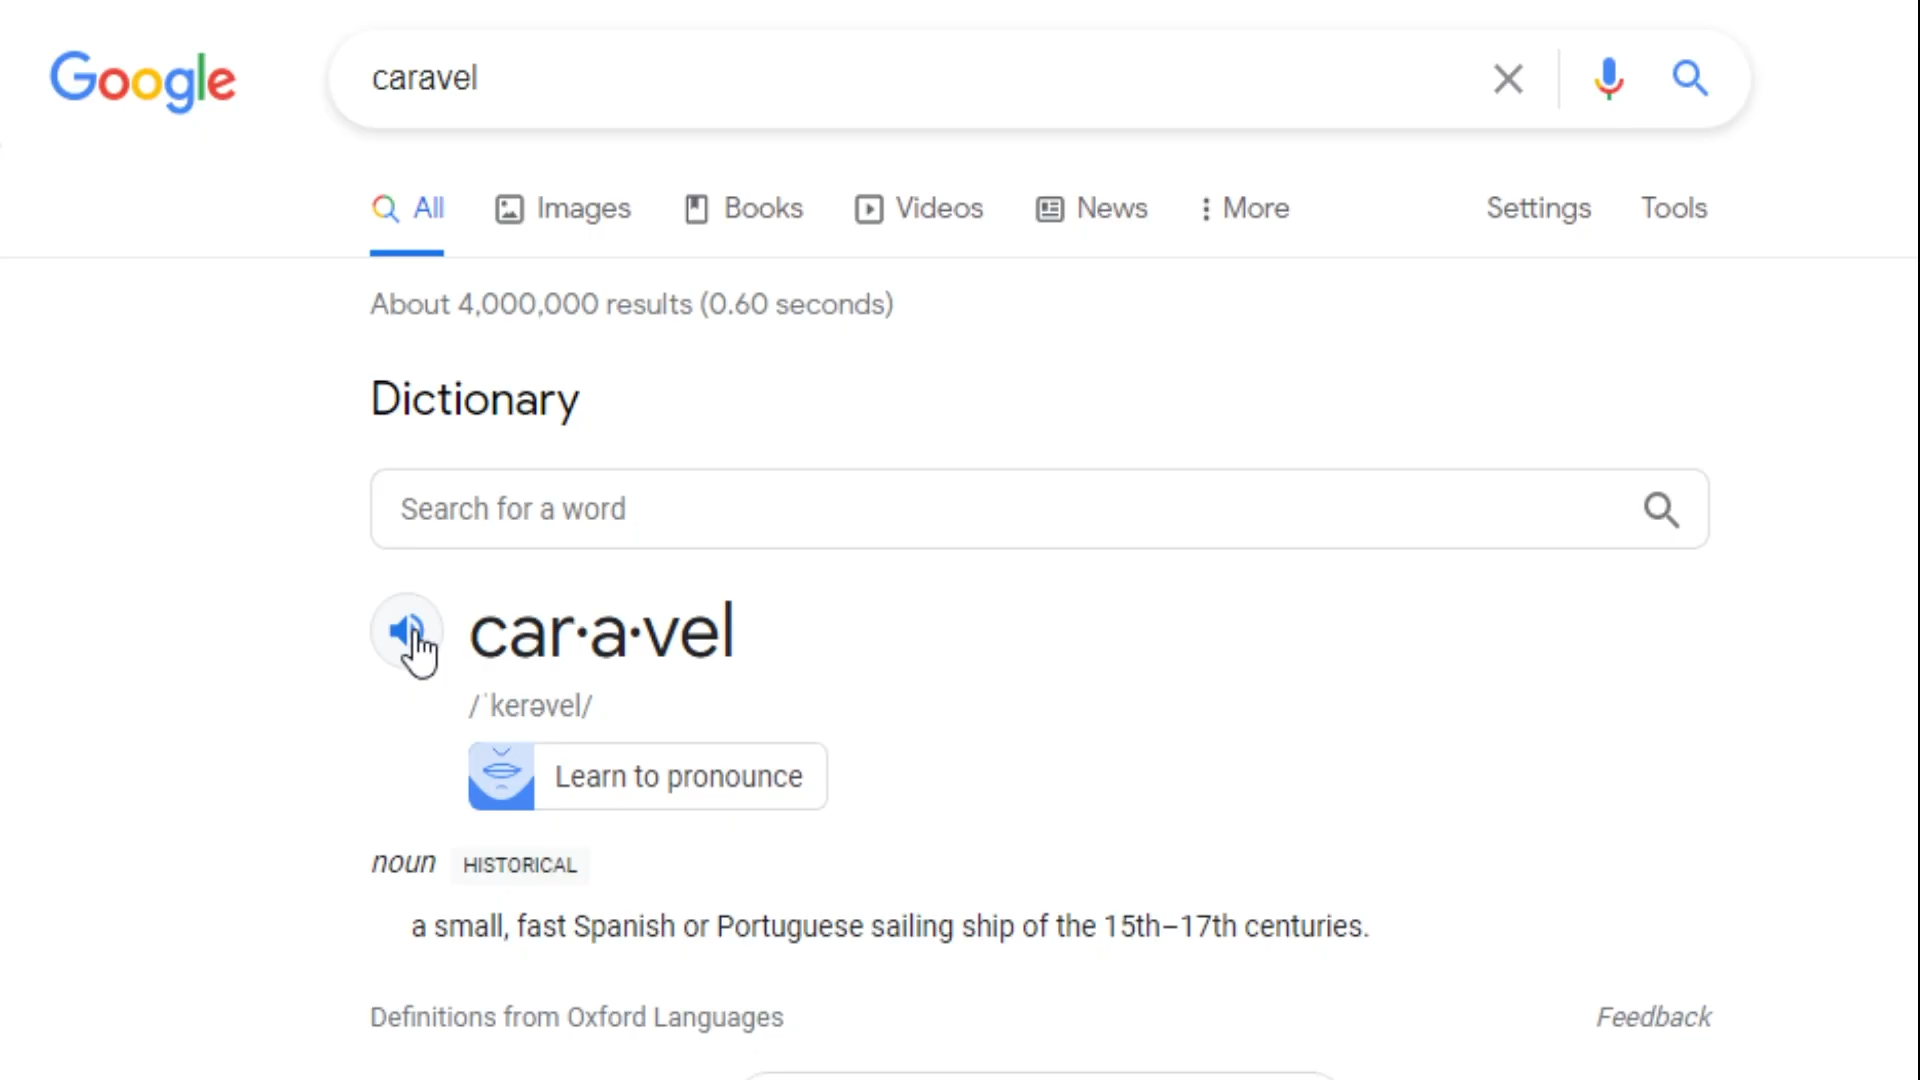 Google caravel
All Images Books Videos News More Settings Tools
About 4,000,000 results (0.60 seconds)
Dictionary
Search for a word
car·a·vel
/ˈkerəvel/
Learn to pronounce
noun HISTORICAL
a small, fast Spanish or Portuguese sailing ship of the 15th–17th centuries.
Definitions from Oxford Languages Feedback